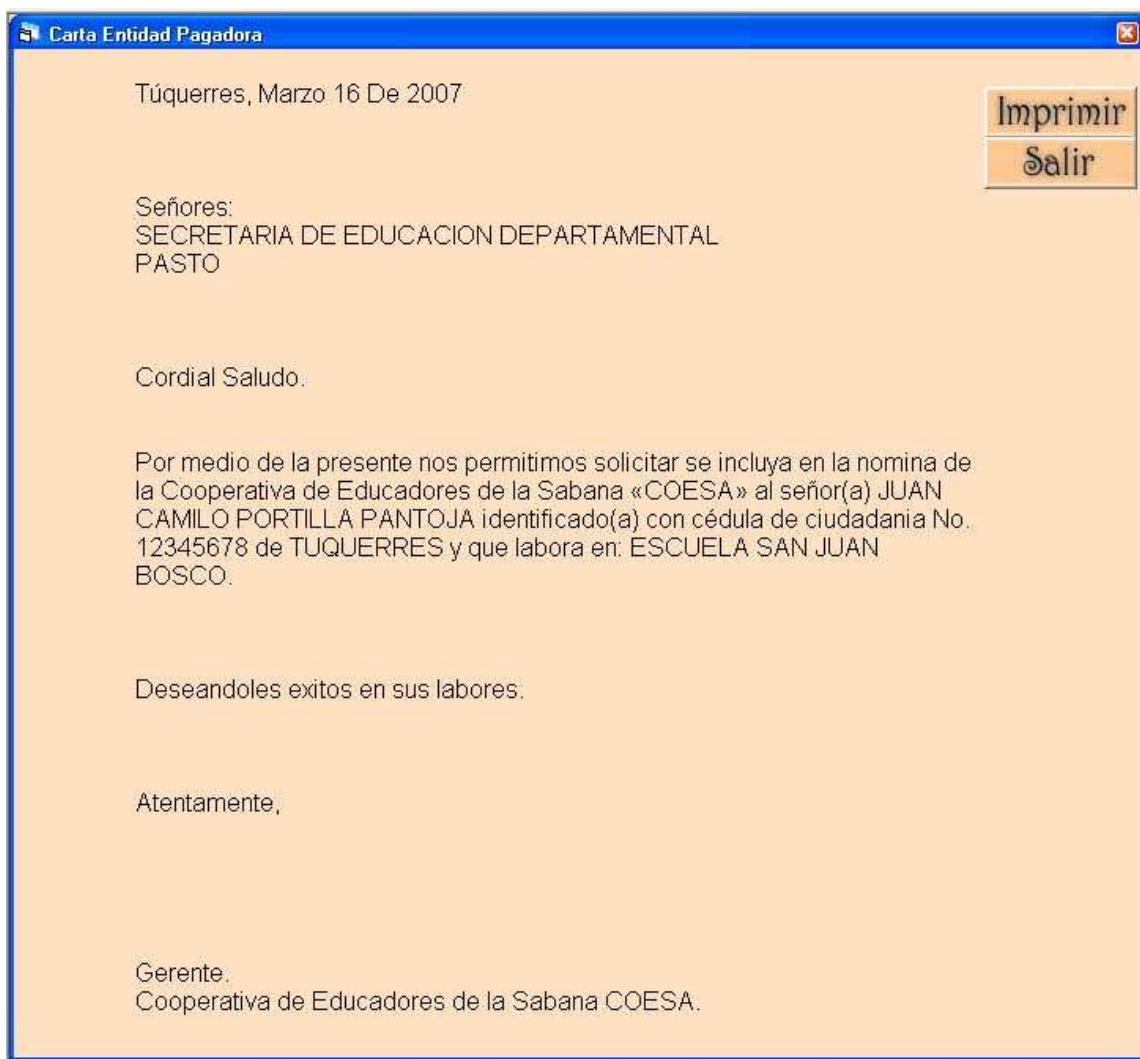 Carta Entidad Pagadora
Túquerres, Marzo 16 De 2007
Imprimir
Salir
Señores:
SECRETARIA DE EDUCACION DEPARTAMENTAL
PASTO
Cordial Saludo.
Por medio de la presente nos permitimos solicitar se incluya en la nomina de
la Cooperativa de Educadores de la Sabana «COESA» al señor(a) JUAN
CAMILO PORTILLA PANTOJA identificado(a) con cédula de ciudadania No.
12345678 de TUQUERRES y que labora en: ESCUELA SAN JUAN
BOSCO.
Deseandoles exitos en sus labores.
Atentamente,
Gerente.
Cooperativa de Educadores de la Sabana COESA.